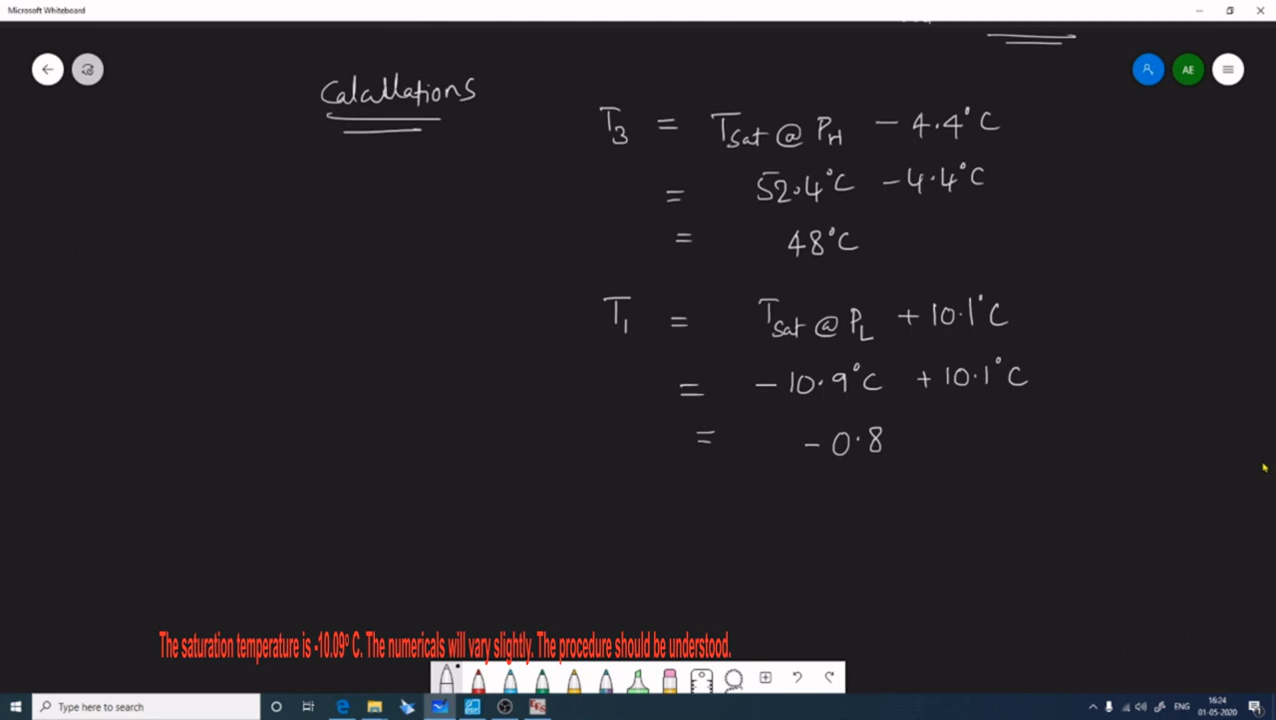 Microsoft Whiteboard
AE
Calcullations
T3 = Tsat @ PH - 4.4°C
= 52.4°C - 4.4°C
= 48°C
T1 = Tsat @ PL + 10.1°C
= - 10.9°C + 10.1°C
= - 0.8
The saturation temperature is -10.09° C. The numericals will vary slightly. The procedure should be understood.
Type here to search
ENG
16:24
01-05-2020